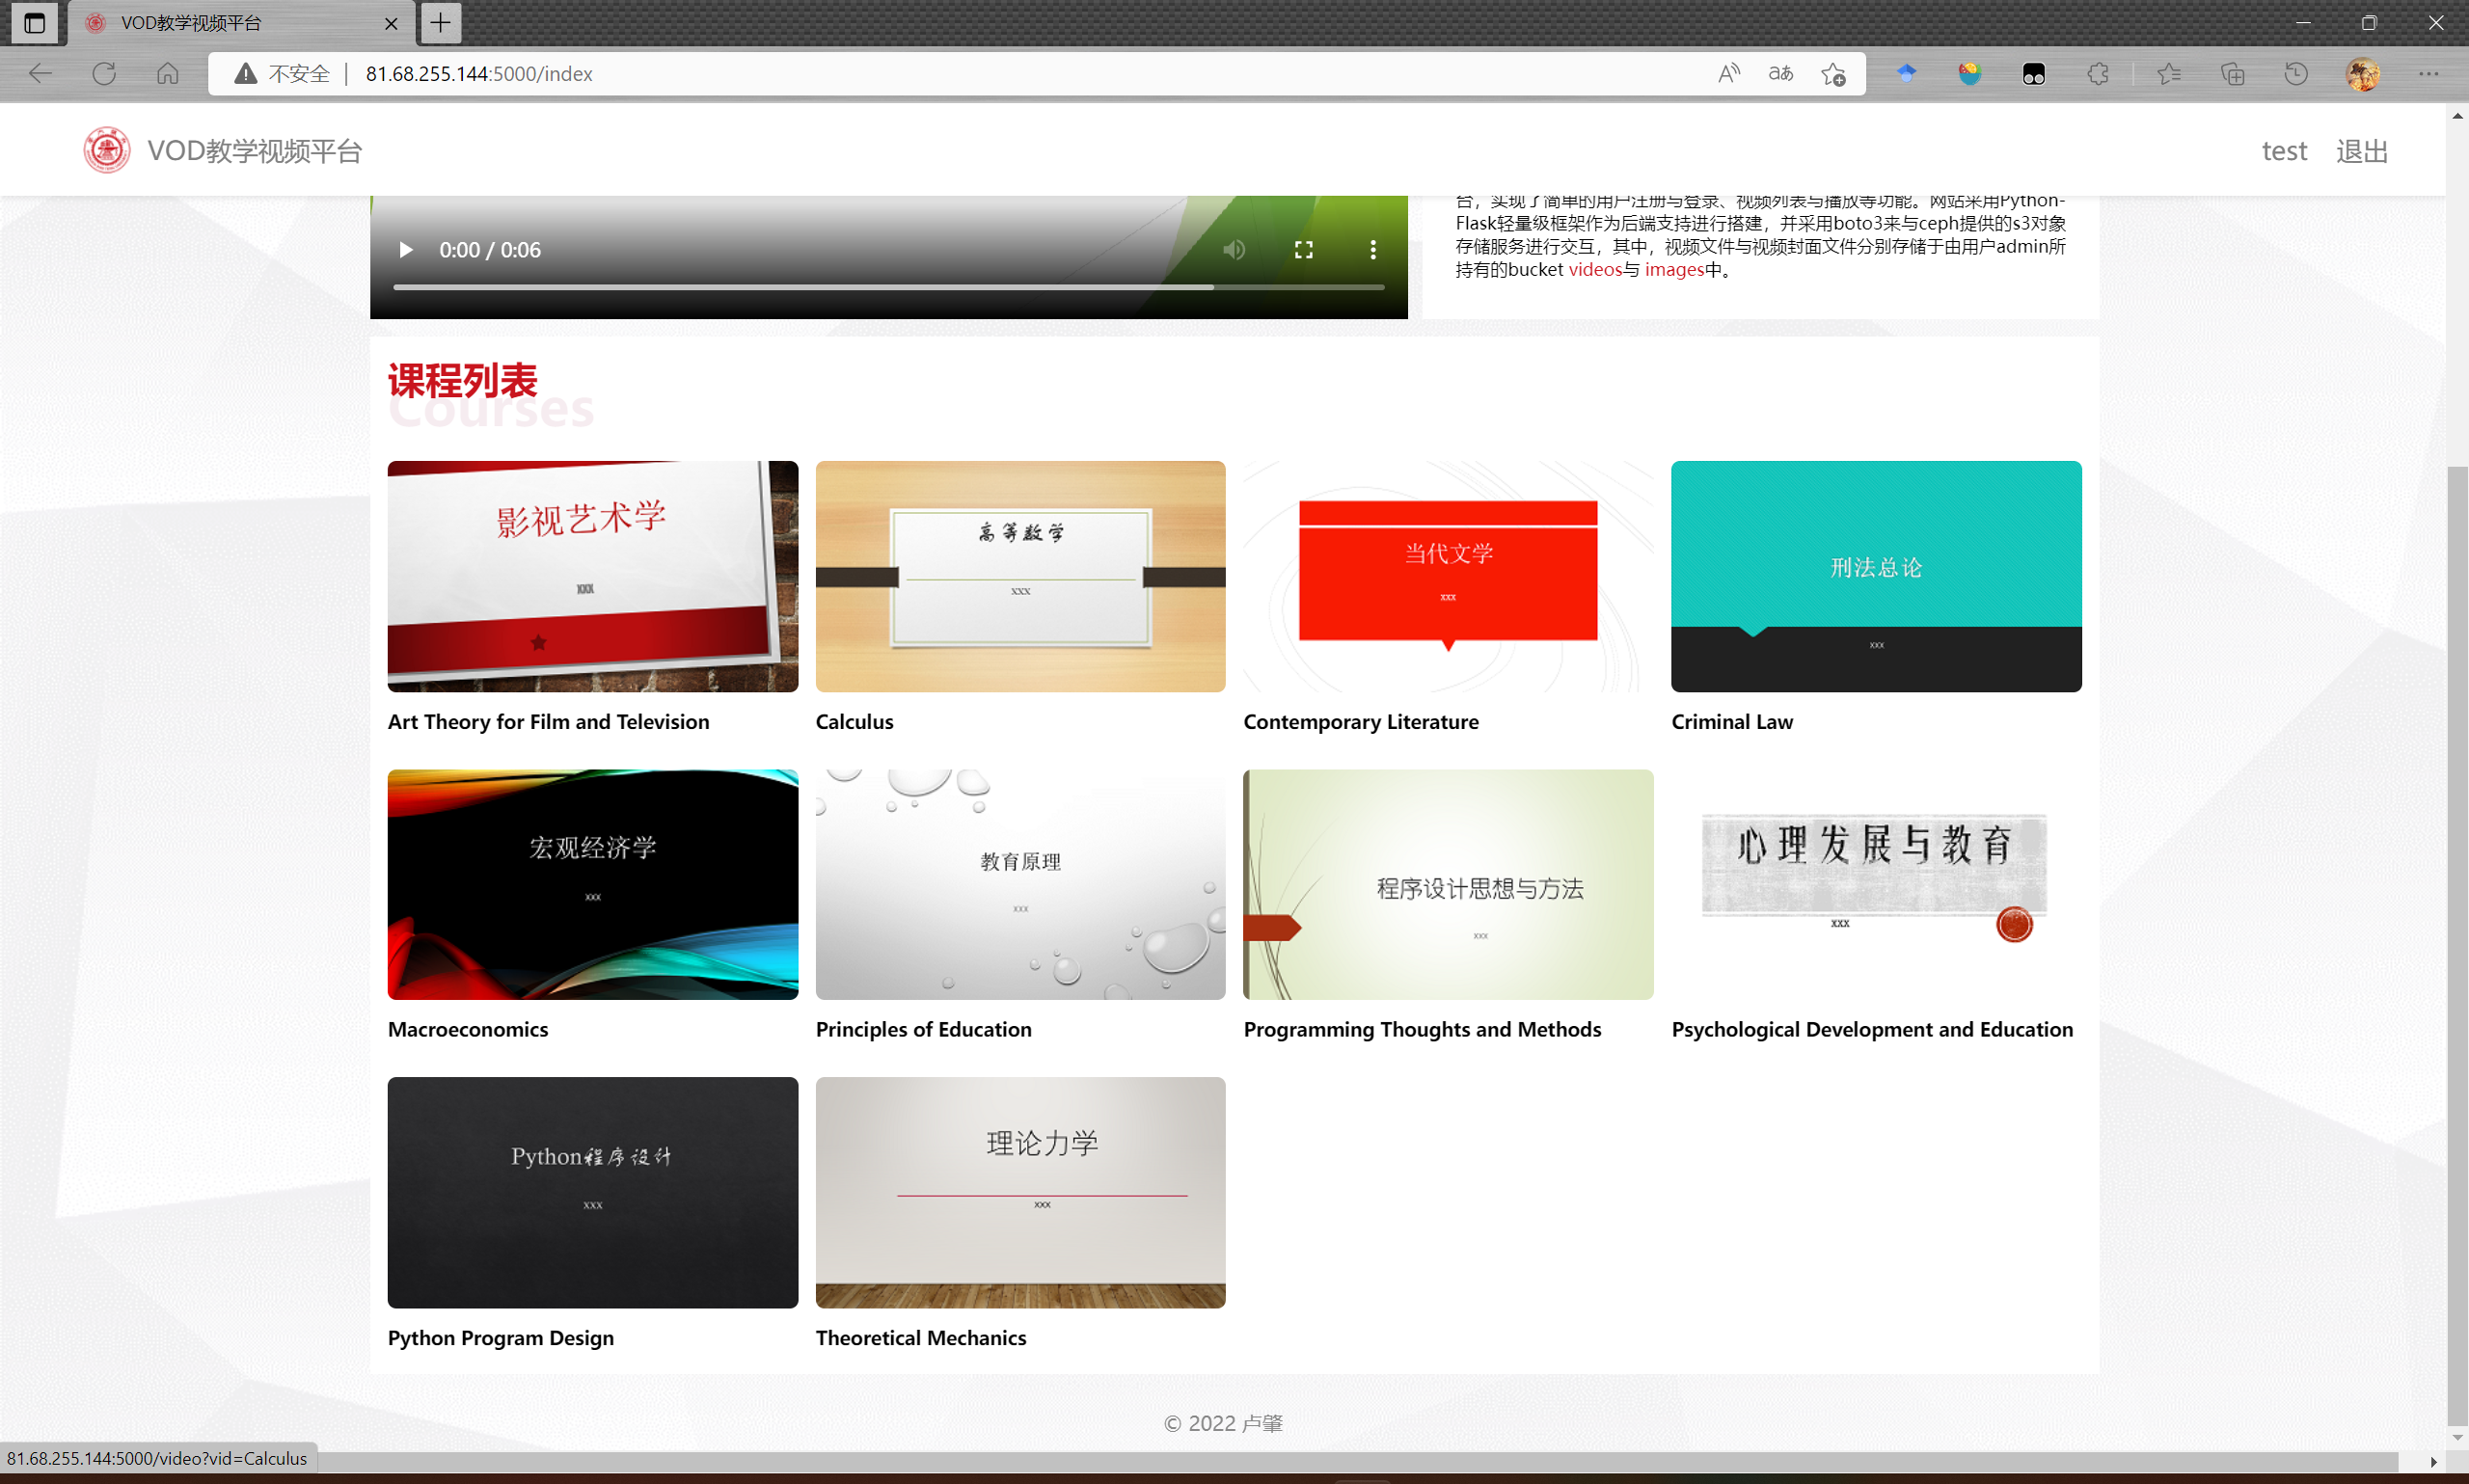 VOD教学视频平台
不安全 | 81.68.255.144:5000/index
VOD教学视频平台
test 退出
0:00 / 0:06
台，实现了简单的用户注册与登录、视频列表与播放等功能。网站采用Python-
Flask轻量级框架作为后端支持进行搭建，并采用boto3来与ceph提供的s3对象
存储服务进行交互，其中，视频文件与视频封面文件分别存储于由用户admin所
持有的bucket videos与 images中。
课程列表
Courses
影视艺术学
XXX
Art Theory for Film and Television
高等数学
XXX
Calculus
当代文学
XXX
Contemporary Literature
刑法总论
XXX
Criminal Law
宏观经济学
XXX
Macroeconomics
教育原理
XXX
Principles of Education
程序设计思想与方法
XXX
Programming Thoughts and Methods
心理发展与教育
XXX
Psychological Development and Education
Python程序设计
XXX
Python Program Design
理论力学
XXX
Theoretical Mechanics
© 2022 卢肇
81.68.255.144:5000/video?vid=Calculus